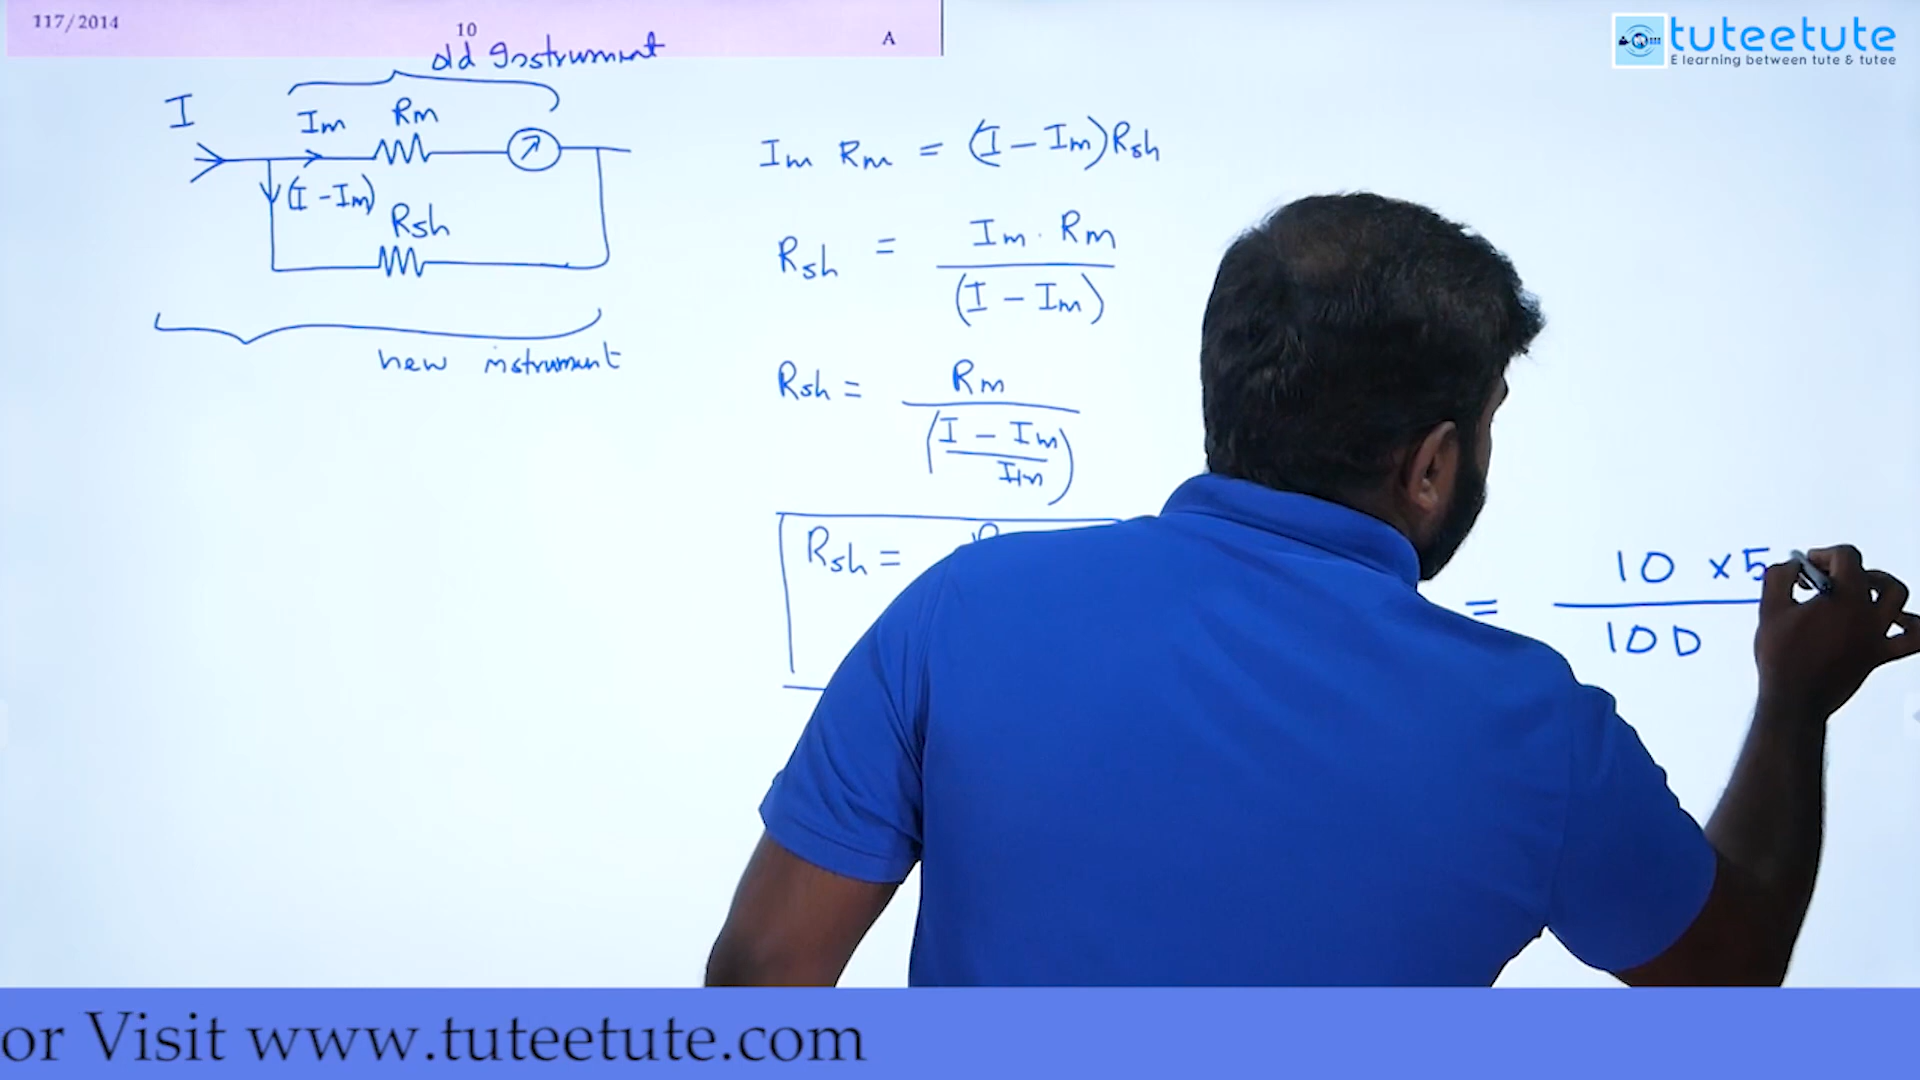 117/2014
10
A
tuteetute
E learning between tute & tutee
old Instrument
I
Im
Rm
(I - Im)
Rsh
new instrument
Im Rm = (I - Im)Rsh
Rsh = Im . Rm
(I - Im)
Rsh = Rm
(I - Im
Im)
Rsh =
= 10 x 5
100
or Visit www.tuteetute.com